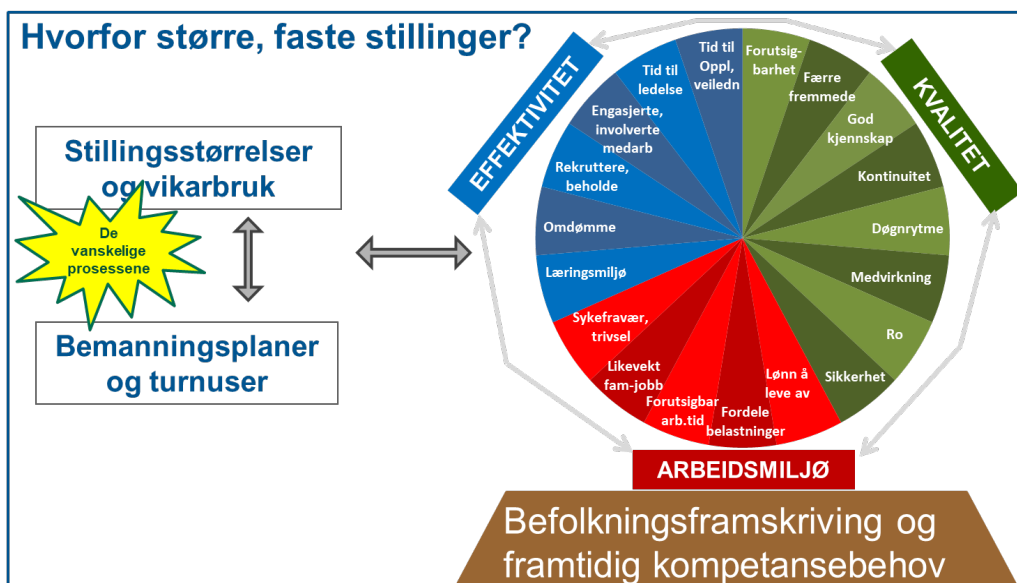 Hvorfor større, faste stillinger?
Stillingsstørrelser
og vikarbruk
De
vanskelige
prosessene
Bemanningsplaner
og turnuser
EFFEKTIVITET
KVALITET
ARBEIDSMILJØ
Tid til
Oppl,
veiledn
Forutsig-
barhet
Færre
fremmede
God
kjennskap
Kontinuitet
Døgnrytme
Medvirkning
Ro
Sikkerhet
Lønn å
leve av
Fordele
belastninger
Forutsigbar
arb.tid
Likevekt
fam-jobb
Sykefravær,
trivsel
Læringsmiljø
Omdømme
Rekruttere,
beholde
Engasjerte,
involverte
medarb
Tid til
ledelse
Befolkningsframskriving og
framtidig kompetansebehov